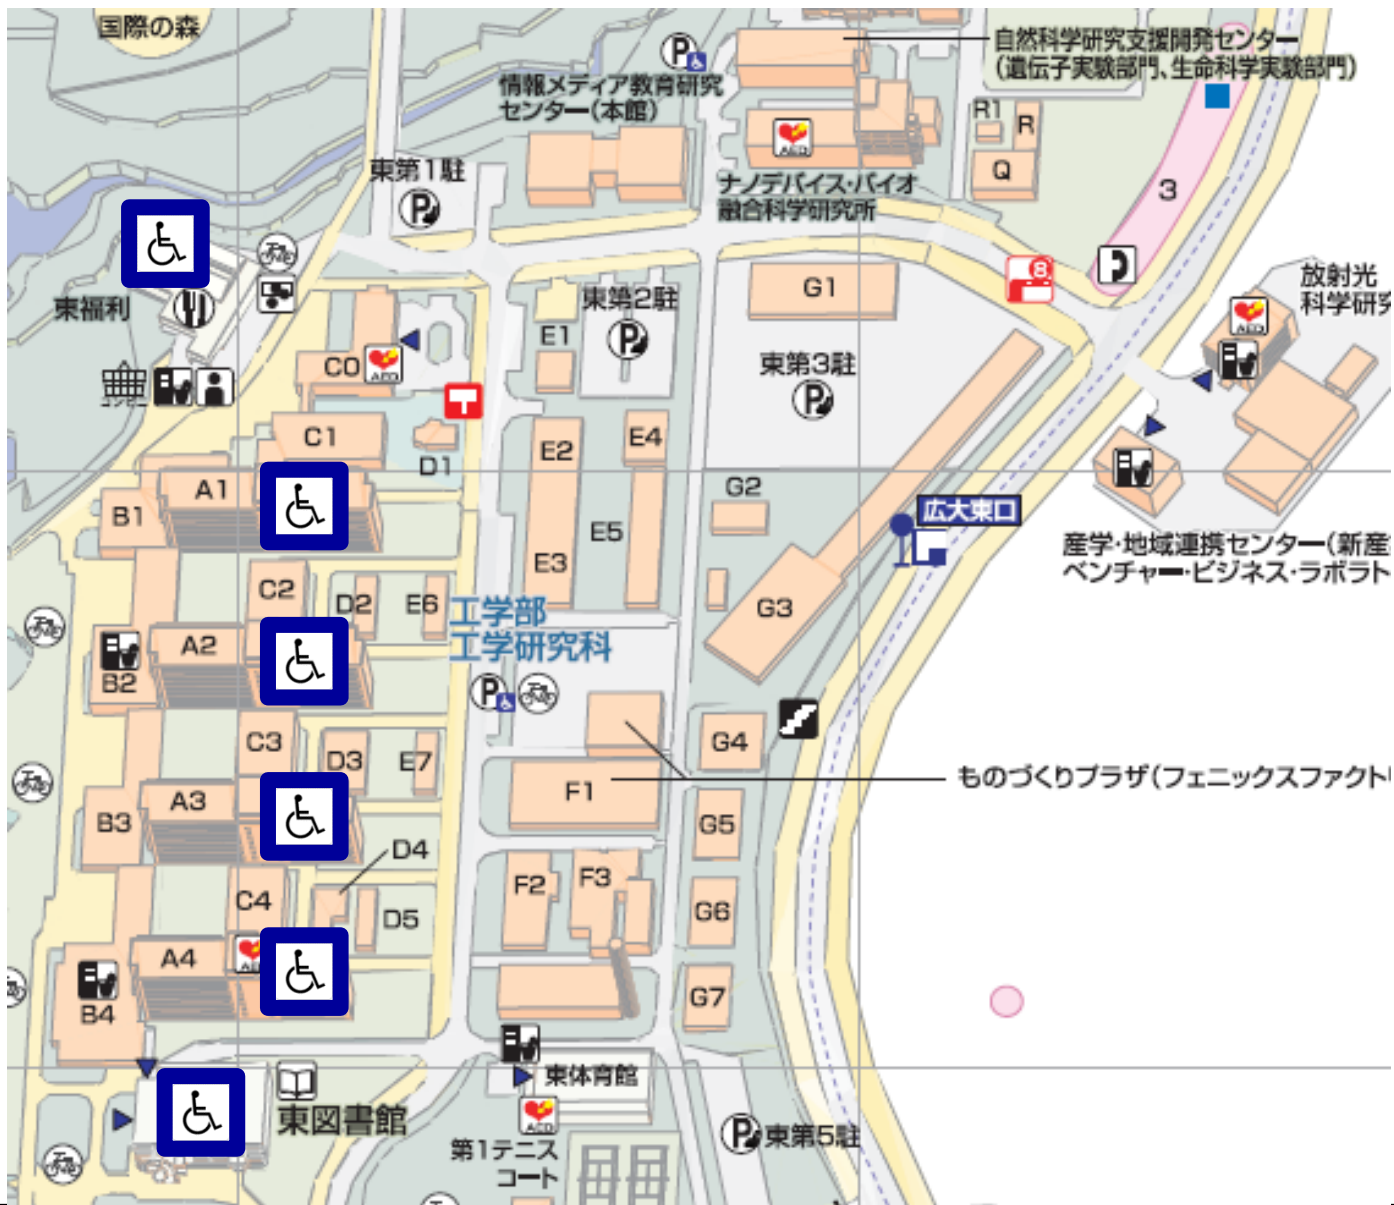 国際の森
自然科学研究支援開発センター
(遺伝子実験部門、生命科学実験部門)
情報メディア教育研究
センター(本館)
R1
R
Q
AED
3
東第1駐
ナノデバイス・バイオ
融合科学研究所
8
放射光
科学研究
東福利
コンビニ
G1
東第2駐
E1
東第3駐
AED
C0
AED
C1
D1
E2
E4
A1
B1
G2
広大東口
E5
E3
産学・地域連携センター(新産
ベンチャー・ビジネス・ラボラト
C2
D2
E6
工学部
工学研究科
G3
A2
B2
C3
D3
E7
G4
ものづくりプラザ(フェニックスファクト
F1
A3
B3
G5
D4
F2
F3
C4
D5
G6
A4
B4
G7
東体育館
AED
東図書館
第1テニス
コート
東第5駐